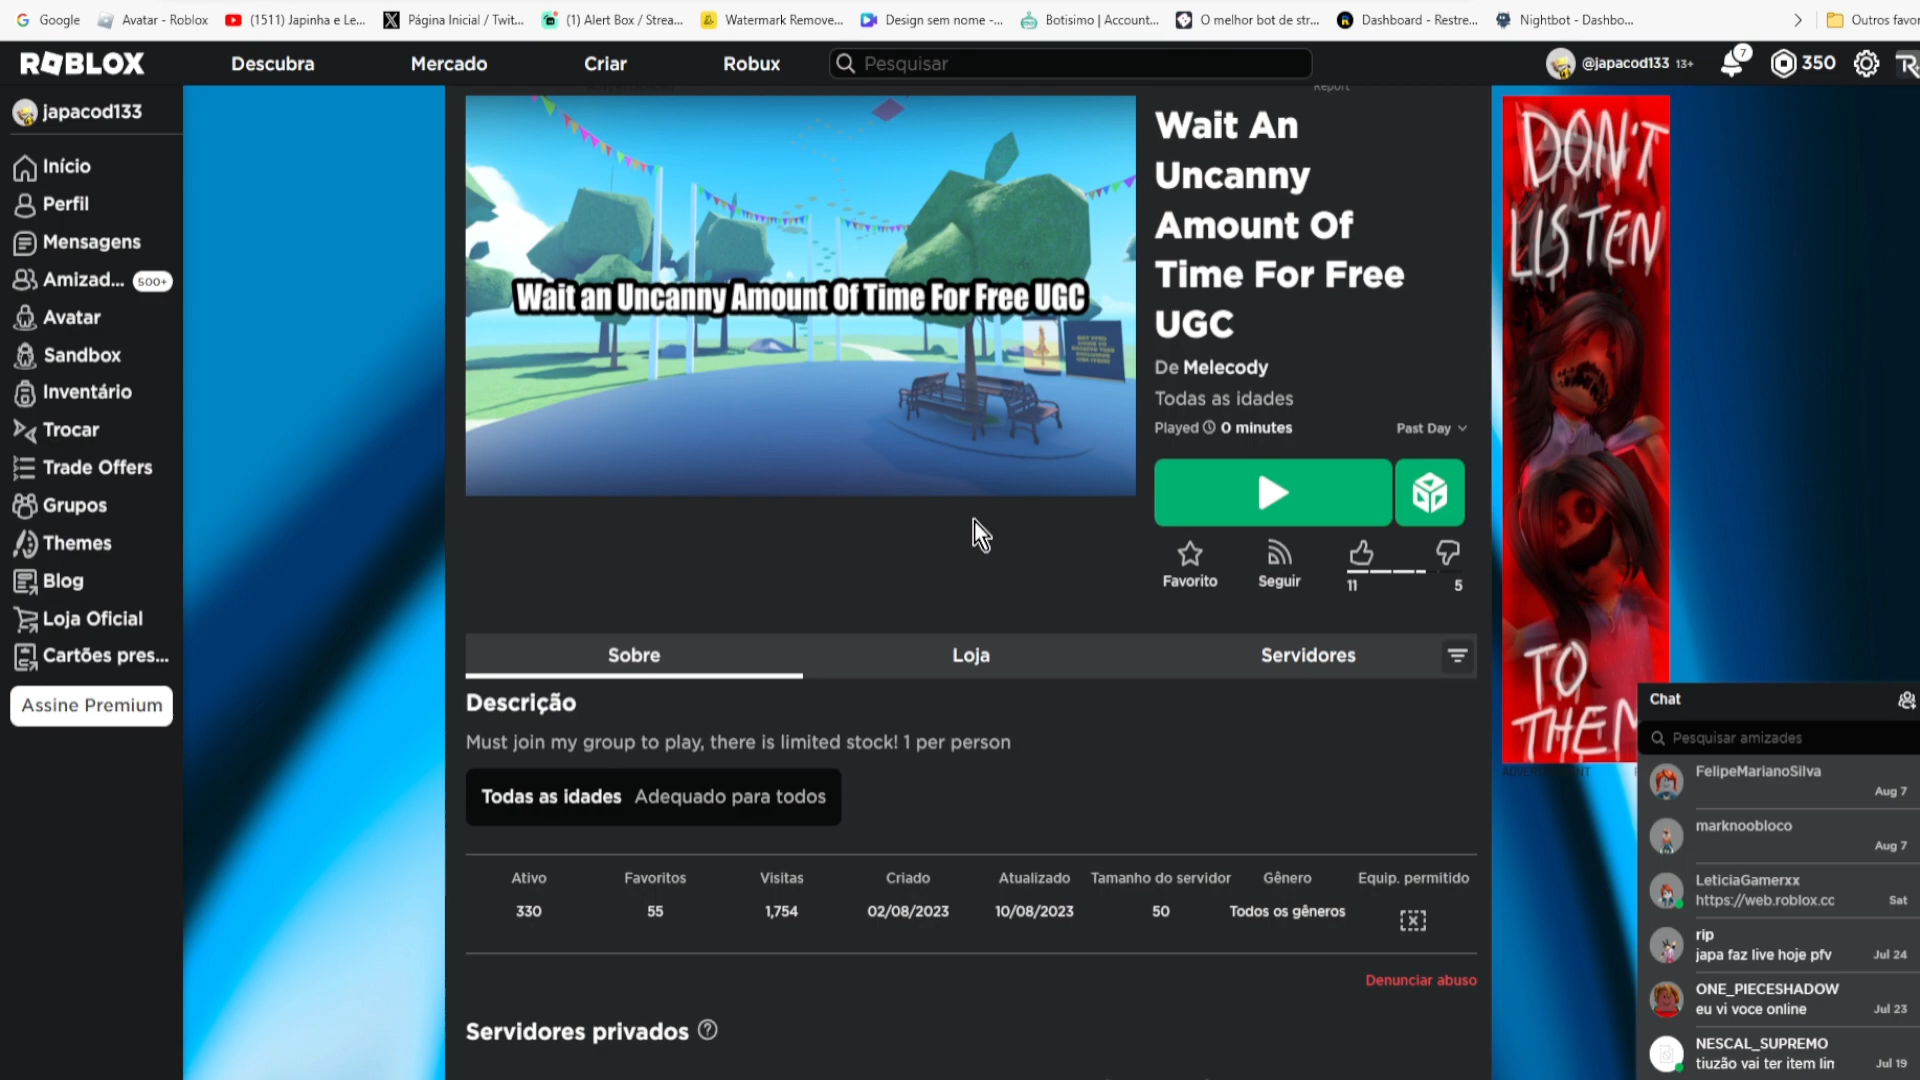 Google
Avatar - Roblox
(1511) Japinha e Le...
Página Inicial / Twit...
(1) Alert Box / Strea...
Watermark Remove...
Design sem nome -...
Botisimo | Account...
O melhor bot de str...
Dashboard - Restre...
Nightbot - Dashbo...
Outros favor
ROBLOX
Descubra
Mercado
Criar
Robux
Pesquisar
@japacod133 13+
7
350
japacod133
Início
Perfil
Mensagens
Amizad... 500+
Avatar
Sandbox
Inventário
Trocar
Trade Offers
Grupos
Themes
Blog
Loja Oficial
Cartões pres...
Assine Premium
Report
Wait an Uncanny Amount Of Time For Free UGC
Wait An
Uncanny
Amount Of
Time For Free
UGC
De Melecody
Todas as idades
Played 0 minutes
Past Day
Favorito
Seguir
11
5
Sobre
Loja
Servidores
Descrição
Must join my group to play, there is limited stock! 1 per person
Todas as idades Adequado para todos
Ativo Favoritos Visitas Criado Atualizado Tamanho do servidor Gênero Equip. permitido
330 55 1,754 02/08/2023 10/08/2023 50 Todos os gêneros
Denunciar abuso
Servidores privados
DON'T
LISTEN
TO
THEM
Chat
Pesquisar amizades
FelipeMarianoSilva
Aug 7
marknoobloco
Aug 7
LeticiaGamerxx
https://web.roblox.cc Sat
rip
japa faz live hoje pfv Jul 24
ONE_PIECESHADOW
eu vi voce online Jul 23
NESCAL_SUPREMO
tiuzão vai ter item lin Jul 19